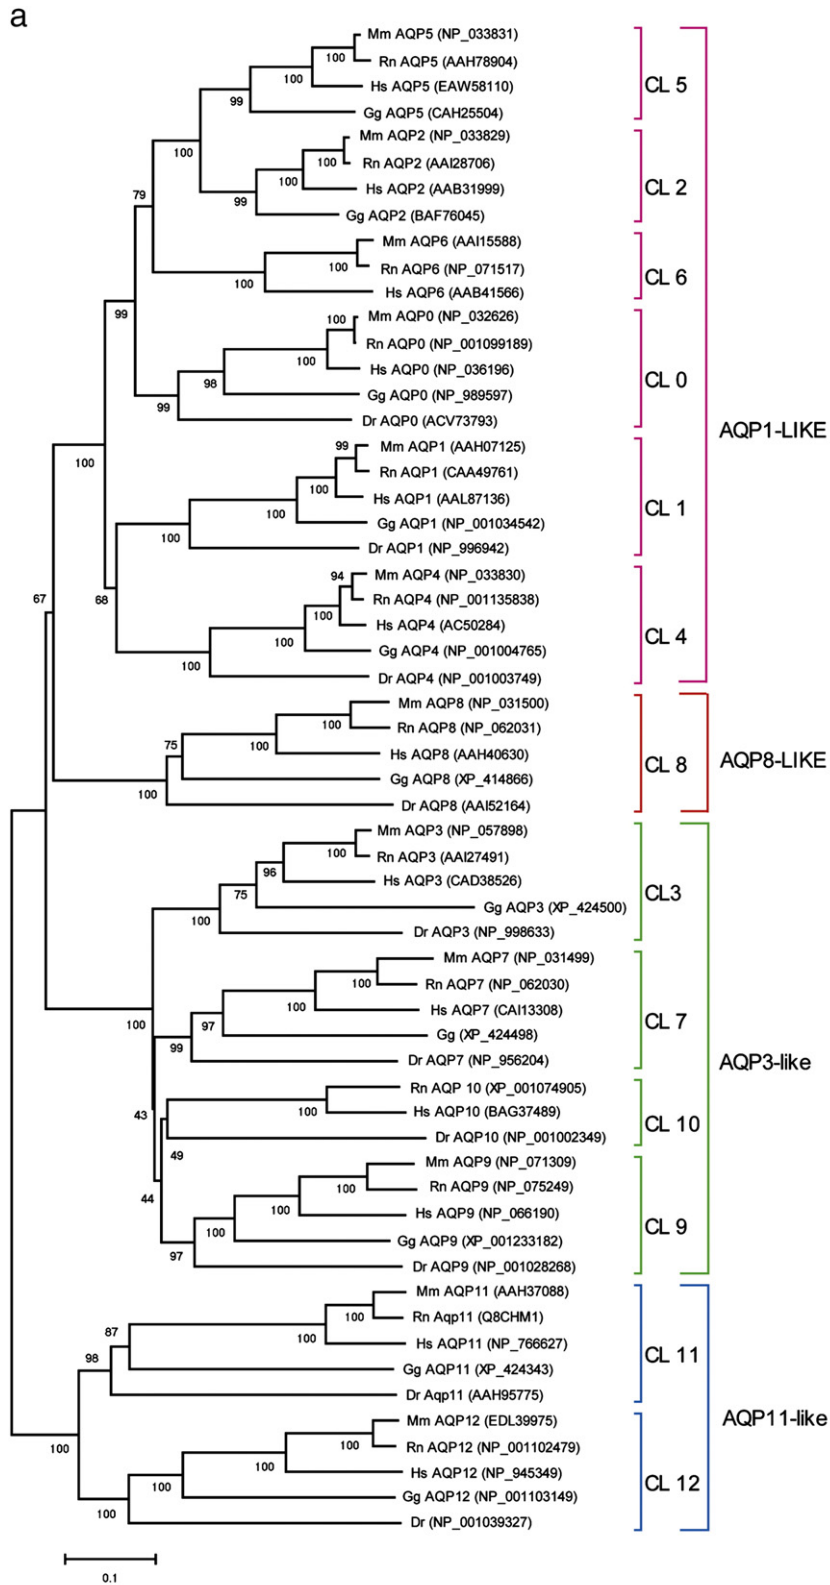 a
Mm AQP5 (NP_033831)
100
Rn AQP5 (AAH78904)
100
Hs AQP5 (EAW58110)
CL 5
99
Gg AQP5 (CAH25504)
Mm AQP2 (NP_033829)
100
100
Rn AQP2 (AAI28706)
100
Hs AQP2 (AAB31999)
CL 2
79
99
Gg AQP2 (BAF76045)
Mm AQP6 (AAI15588)
100
Rn AQP6 (NP_071517)
CL 6
100
Hs AQP6 (AAB41566)
99
100
Mm AQP0 (NP_032626)
Rn AQP0 (NP_001099189)
100
Hs AQP0 (NP_036196)
CL 0
98
Gg AQP0 (NP_989597)
99
Dr AQP0 (ACV73793)
AQP1-LIKE
99
Mm AQP1 (AAH07125)
100
Rn AQP1 (CAA49761)
100
Hs AQP1 (AAL87136)
CL 1
100
Gg AQP1 (NP_001034542)
100
Dr AQP1 (NP_996942)
94
Mm AQP4 (NP_033830)
67
68
Rn AQP4 (NP_001135838)
100
Hs AQP4 (AC50284)
CL 4
100
Gg AQP4 (NP_001004765)
100
Dr AQP4 (NP_001003749)
Mm AQP8 (NP_031500)
100
Rn AQP8 (NP_062031)
75
100
Hs AQP8 (AAH40630)
CL 8
AQP8-LIKE
Gg AQP8 (XP_414866)
100
Dr AQP8 (AAI52164)
Mm AQP3 (NP_057898)
100
Rn AQP3 (AAI27491)
96
Hs AQP3 (CAD38526)
CL3
75
Gg AQP3 (XP_424500)
100
Dr AQP3 (NP_998633)
Mm AQP7 (NP_031499)
100
Rn AQP7 (NP_062030)
100
Hs AQP7 (CAI13308)
CL 7
100
97
Gg (XP_424498)
99
Dr AQP7 (NP_956204)
AQP3-like
Rn AQP 10 (XP_001074905)
43
100
Hs AQP10 (BAG37489)
CL 10
Dr AQP10 (NP_001002349)
49
Mm AQP9 (NP_071309)
100
Rn AQP9 (NP_075249)
44
100
Hs AQP9 (NP_066190)
CL 9
100
Gg AQP9 (XP_001233182)
97
Dr AQP9 (NP_001028268)
Mm AQP11 (AAH37088)
100
Rn Aqp11 (Q8CHM1)
87
100
Hs AQP11 (NP_766627)
CL 11
98
Gg AQP11 (XP_424343)
Dr Aqp11 (AAH95775)
AQP11-like
Mm AQP12 (EDL39975)
100
100
Rn AQP12 (NP_001102479)
100
Hs AQP12 (NP_945349)
CL 12
100
Gg AQP12 (NP_001103149)
100
Dr (NP_001039327)
0.1